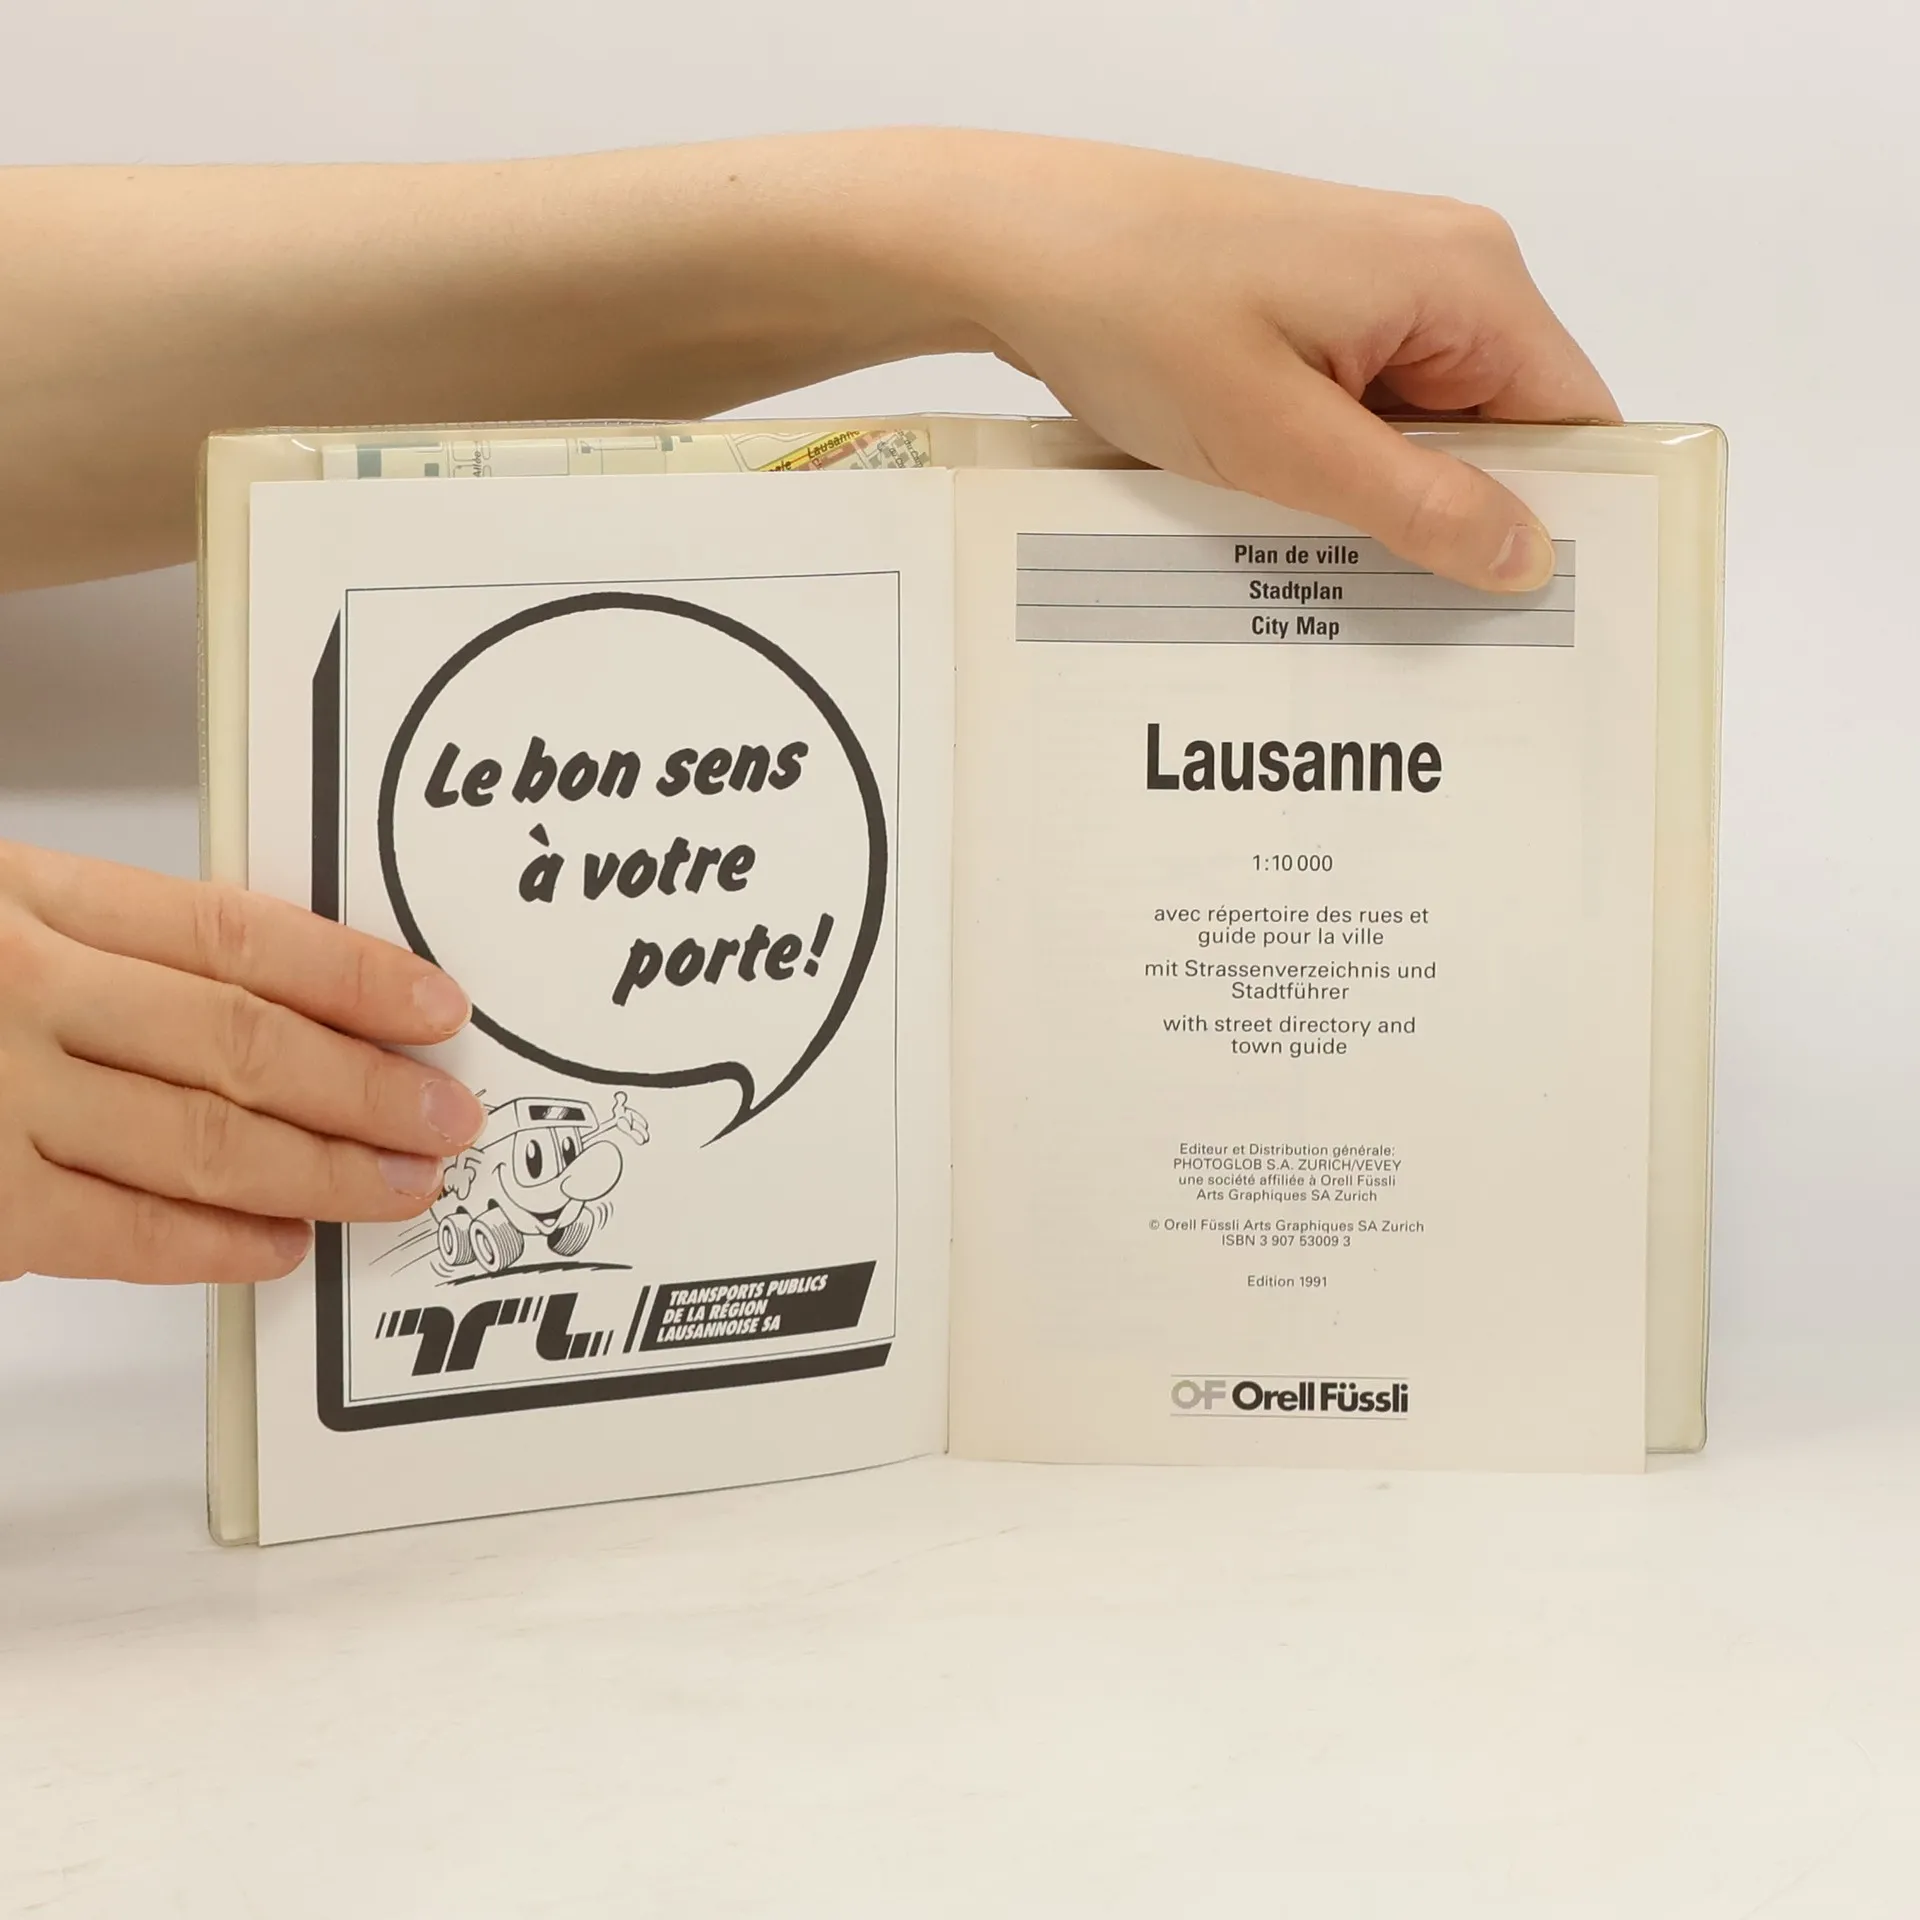 Allée
Lausanne
Le bon sens
à votre
porte!
TL
TRANSPORTS PUBLICS
DE LA RÉGION
LAUSANNOISE SA
Plan de ville
Stadtplan
City Map
Lausanne
1:10 000
avec répertoire des rues et
guide pour la ville
mit Strassenverzeichnis und
Stadtführer
with street directory and
town guide
Editeur et Distribution générale:
PHOTOGLOB S.A. ZURICH/VEVEY
une société affiliée à Orell Füssli
Arts Graphiques SA Zurich
© Orell Füssli Arts Graphiques SA Zurich
ISBN 3 907 53009 3
Edition 1991
OF Orell Füssli